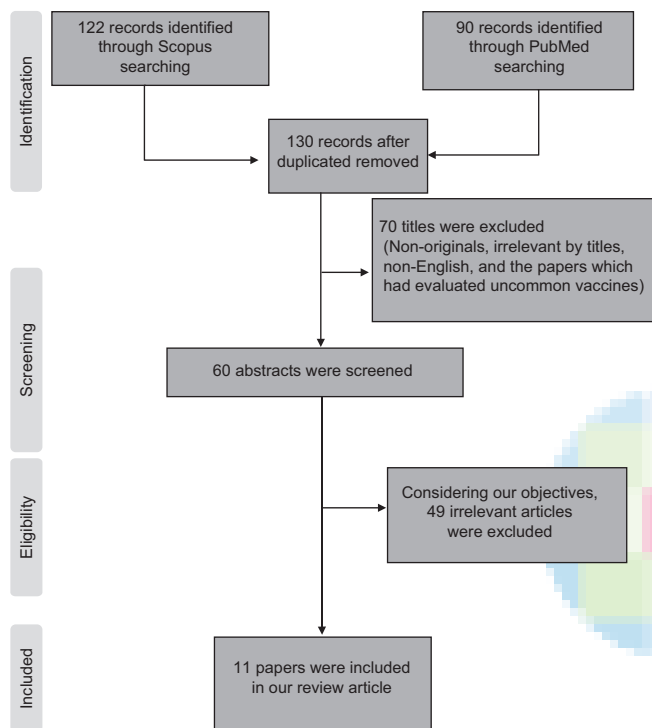 Identification
122 records identified
through Scopus
searching
90 records identified
through PubMed
searching
130 records after
duplicated removed
70 titles were excluded
(Non-originals, irrelevant by titles,
non-English, and the papers which
had evaluated uncommon vaccines)
Screening
60 abstracts were screened
Eligibility
Considering our objectives,
49 irrelevant articles
were excluded
Included
11 papers were included
in our review article